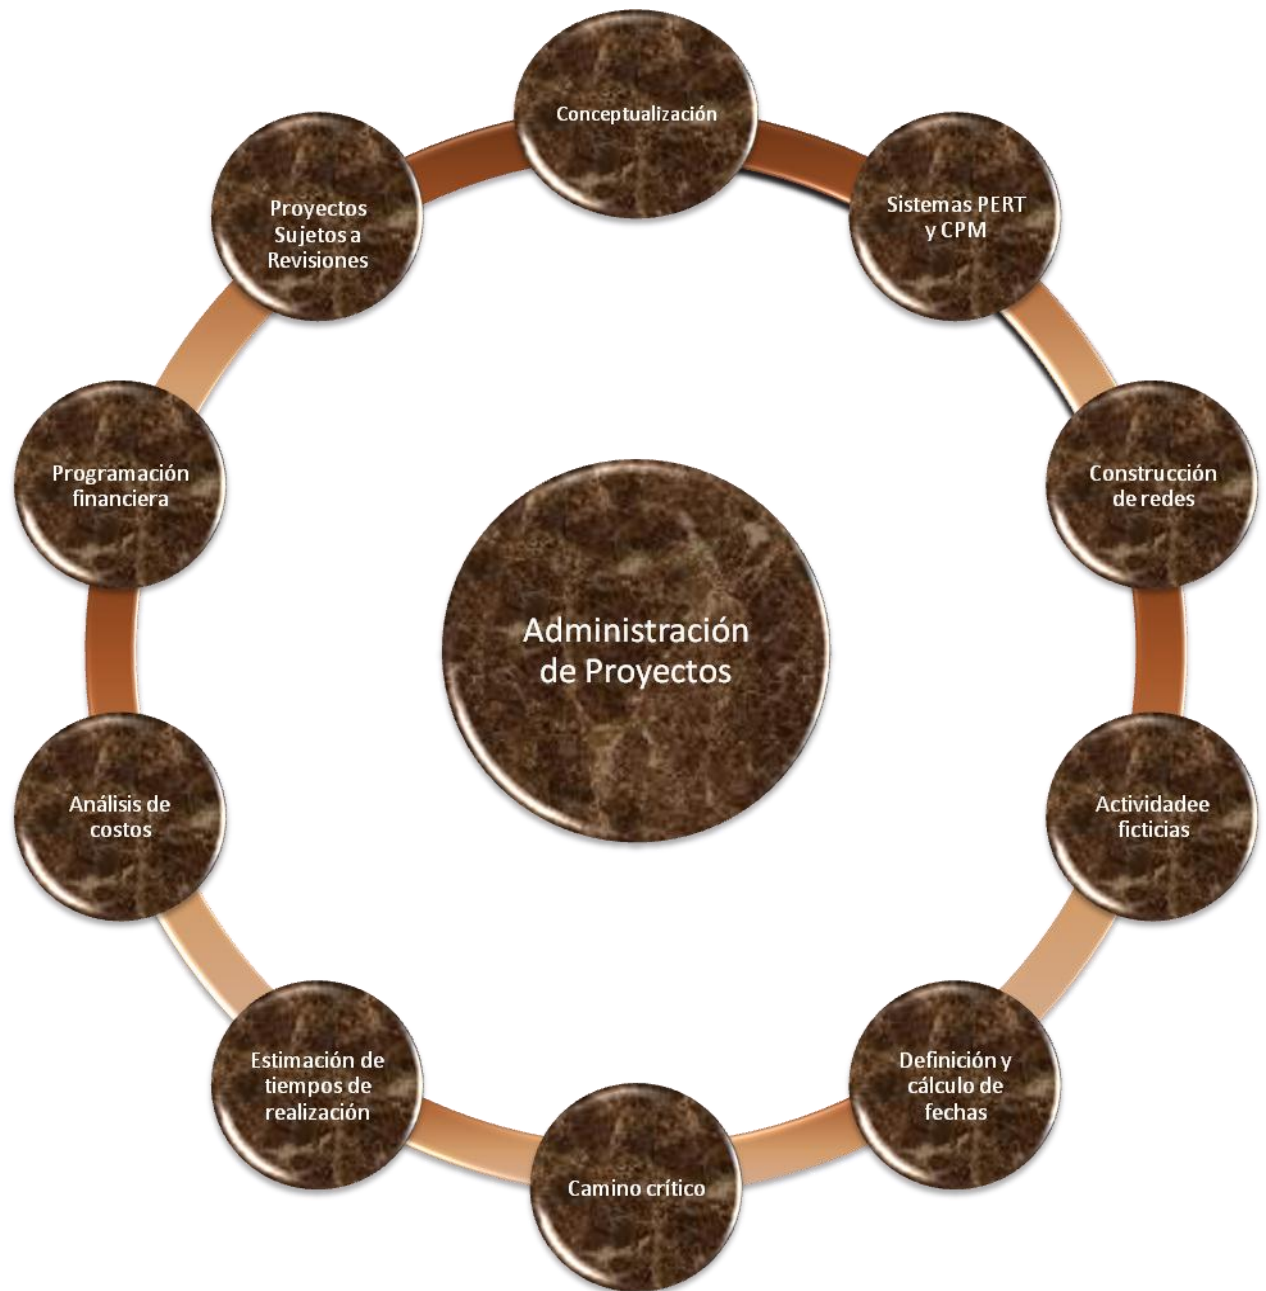 Conceptualización
Sistemas PERT
y CPM
Construcción
de redes
Actividadee
ficticias
Definición y
cálculo de
fechas
Camino crítico
Estimación de
tiempos de
realización
Análisis de
costos
Programación
financiera
Proyectos
Sujetos a
Revisiones
Administración
de Proyectos